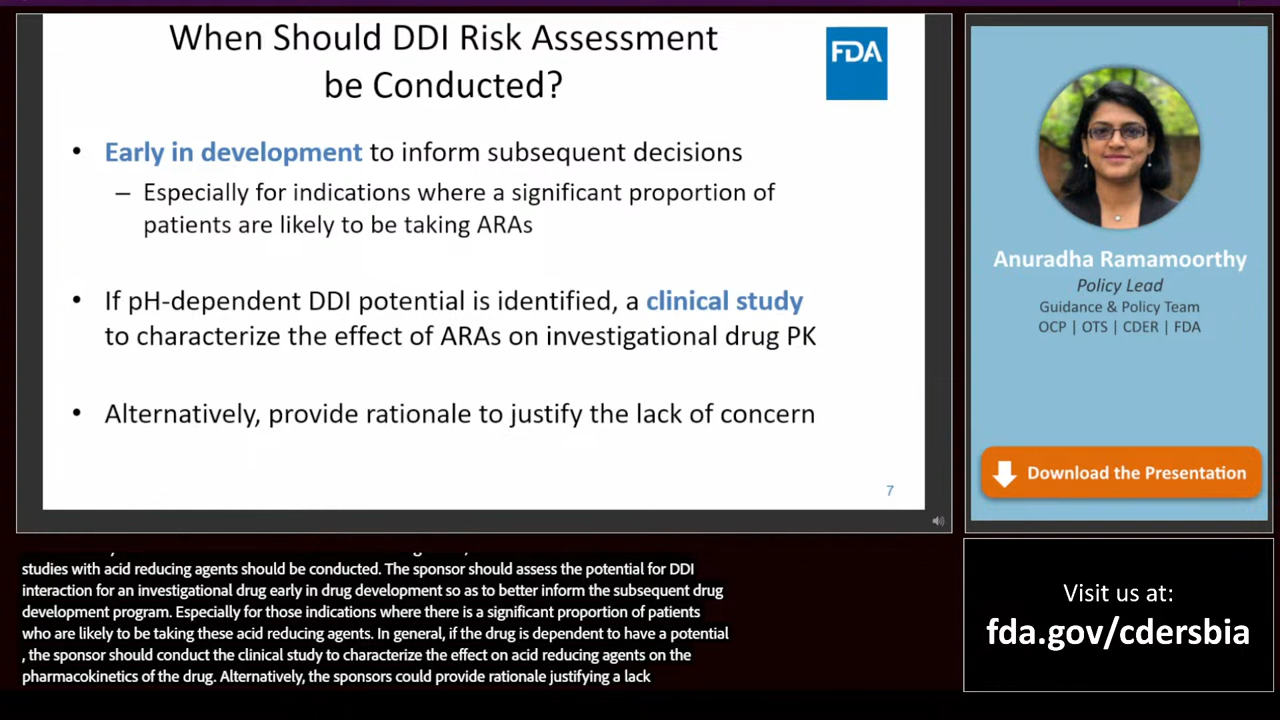 When Should DDI Risk Assessment
be Conducted?
FDA
• Early in development to inform subsequent decisions
– Especially for indications where a significant proportion of
patients are likely to be taking ARAs
• If pH-dependent DDI potential is identified, a clinical study
to characterize the effect of ARAs on investigational drug PK
• Alternatively, provide rationale to justify the lack of concern
7
Anuradha Ramamoorthy
Policy Lead
Guidance & Policy Team
OCP | OTS | CDER | FDA
Download the Presentation
studies with acid reducing agents should be conducted. The sponsor should assess the potential for DDI
interaction for an investigational drug early in drug development so as to better inform the subsequent drug
development program. Especially for those indications where there is a significant proportion of patients
who are likely to be taking these acid reducing agents. In general, if the drug is dependent to have a potential
, the sponsor should conduct the clinical study to characterize the effect on acid reducing agents on the
pharmacokinetics of the drug. Alternatively, the sponsors could provide rationale justifying a lack
Visit us at:
fda.gov/cdersbia